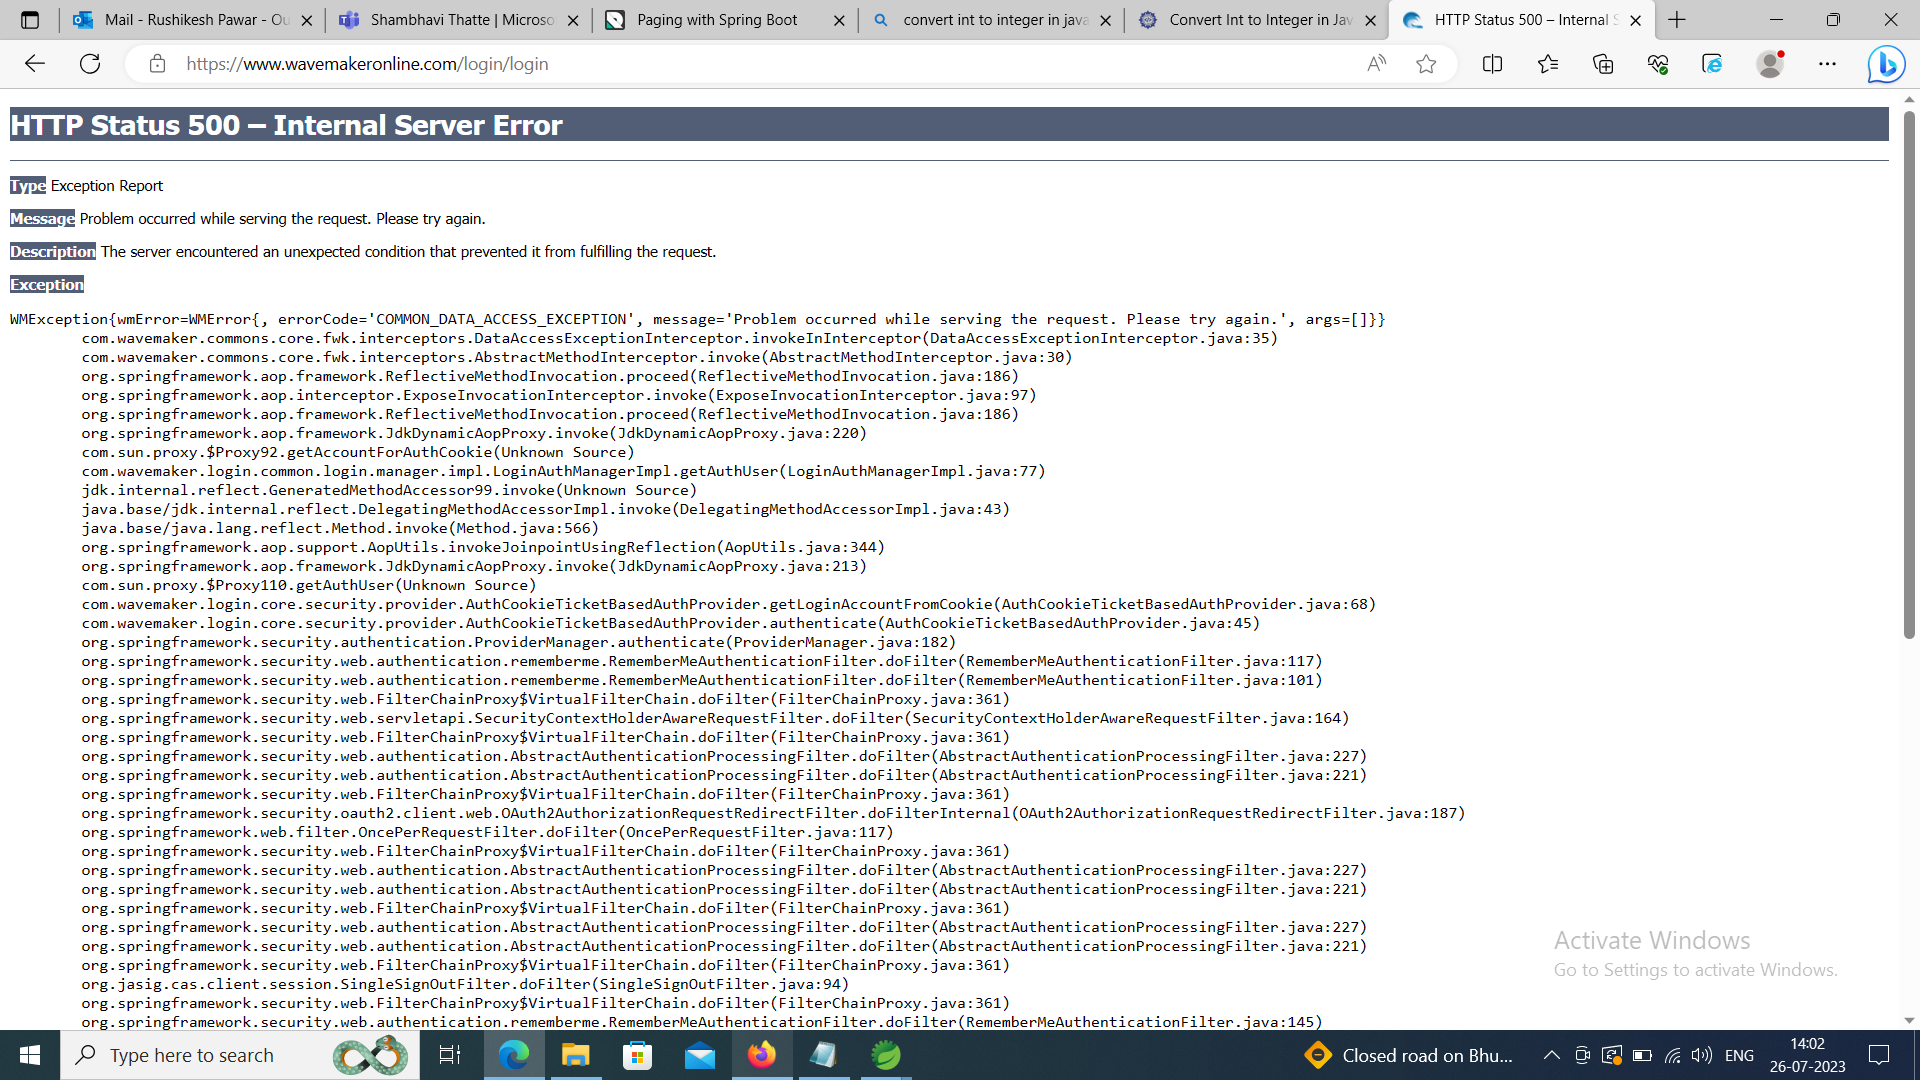 Mail - Rushikesh Pawar - Ou
Shambhavi Thatte | Microso
Paging with Spring Boot
convert int to integer in java
Convert Int to Integer in Jav
HTTP Status 500 – Internal S
https://www.wavemakeronline.com/login/login
HTTP Status 500 – Internal Server Error
Type Exception Report
Message Problem occurred while serving the request. Please try again.
Description The server encountered an unexpected condition that prevented it from fulfilling the request.
Exception
WMException{wmError=WMError{, errorCode='COMMON_DATA_ACCESS_EXCEPTION', message='Problem occurred while serving the request. Please try again.', args=[]}}
com.wavemaker.commons.core.fwk.interceptors.DataAccessExceptionInterceptor.invokeInInterceptor(DataAccessExceptionInterceptor.java:35)
com.wavemaker.commons.core.fwk.interceptors.AbstractMethodInterceptor.invoke(AbstractMethodInterceptor.java:30)
org.springframework.aop.framework.ReflectiveMethodInvocation.proceed(ReflectiveMethodInvocation.java:186)
org.springframework.aop.interceptor.ExposeInvocationInterceptor.invoke(ExposeInvocationInterceptor.java:97)
org.springframework.aop.framework.ReflectiveMethodInvocation.proceed(ReflectiveMethodInvocation.java:186)
org.springframework.aop.framework.JdkDynamicAopProxy.invoke(JdkDynamicAopProxy.java:220)
com.sun.proxy.$Proxy92.getAccountForAuthCookie(Unknown Source)
com.wavemaker.login.common.login.manager.impl.LoginAuthManagerImpl.getAuthUser(LoginAuthManagerImpl.java:77)
jdk.internal.reflect.GeneratedMethodAccessor99.invoke(Unknown Source)
java.base/jdk.internal.reflect.DelegatingMethodAccessorImpl.invoke(DelegatingMethodAccessorImpl.java:43)
java.base/java.lang.reflect.Method.invoke(Method.java:566)
org.springframework.aop.support.AopUtils.invokeJoinpointUsingReflection(AopUtils.java:344)
org.springframework.aop.framework.JdkDynamicAopProxy.invoke(JdkDynamicAopProxy.java:213)
com.sun.proxy.$Proxy110.getAuthUser(Unknown Source)
com.wavemaker.login.core.security.provider.AuthCookieTicketBasedAuthProvider.getLoginAccountFromCookie(AuthCookieTicketBasedAuthProvider.java:68)
com.wavemaker.login.core.security.provider.AuthCookieTicketBasedAuthProvider.authenticate(AuthCookieTicketBasedAuthProvider.java:45)
org.springframework.security.authentication.ProviderManager.authenticate(ProviderManager.java:182)
org.springframework.security.web.authentication.rememberme.RememberMeAuthenticationFilter.doFilter(RememberMeAuthenticationFilter.java:117)
org.springframework.security.web.authentication.rememberme.RememberMeAuthenticationFilter.doFilter(RememberMeAuthenticationFilter.java:101)
org.springframework.security.web.FilterChainProxy$VirtualFilterChain.doFilter(FilterChainProxy.java:361)
org.springframework.security.web.servletapi.SecurityContextHolderAwareRequestFilter.doFilter(SecurityContextHolderAwareRequestFilter.java:164)
org.springframework.security.web.FilterChainProxy$VirtualFilterChain.doFilter(FilterChainProxy.java:361)
org.springframework.security.web.authentication.AbstractAuthenticationProcessingFilter.doFilter(AbstractAuthenticationProcessingFilter.java:227)
org.springframework.security.web.authentication.AbstractAuthenticationProcessingFilter.doFilter(AbstractAuthenticationProcessingFilter.java:221)
org.springframework.security.web.FilterChainProxy$VirtualFilterChain.doFilter(FilterChainProxy.java:361)
org.springframework.security.oauth2.client.web.OAuth2AuthorizationRequestRedirectFilter.doFilterInternal(OAuth2AuthorizationRequestRedirectFilter.java:187)
org.springframework.web.filter.OncePerRequestFilter.doFilter(OncePerRequestFilter.java:117)
org.springframework.security.web.FilterChainProxy$VirtualFilterChain.doFilter(FilterChainProxy.java:361)
org.springframework.security.web.authentication.AbstractAuthenticationProcessingFilter.doFilter(AbstractAuthenticationProcessingFilter.java:227)
org.springframework.security.web.authentication.AbstractAuthenticationProcessingFilter.doFilter(AbstractAuthenticationProcessingFilter.java:221)
org.springframework.security.web.FilterChainProxy$VirtualFilterChain.doFilter(FilterChainProxy.java:361)
org.springframework.security.web.authentication.AbstractAuthenticationProcessingFilter.doFilter(AbstractAuthenticationProcessingFilter.java:227)
org.springframework.security.web.authentication.AbstractAuthenticationProcessingFilter.doFilter(AbstractAuthenticationProcessingFilter.java:221)
org.springframework.security.web.FilterChainProxy$VirtualFilterChain.doFilter(FilterChainProxy.java:361)
org.jasig.cas.client.session.SingleSignOutFilter.doFilter(SingleSignOutFilter.java:94)
org.springframework.security.web.FilterChainProxy$VirtualFilterChain.doFilter(FilterChainProxy.java:361)
org.springframework.security.web.authentication.rememberme.RememberMeAuthenticationFilter.doFilter(RememberMeAuthenticationFilter.java:145)
Activate Windows
Go to Settings to activate Windows.
Type here to search
Closed road on Bhu...
ENG
14:02
26-07-2023